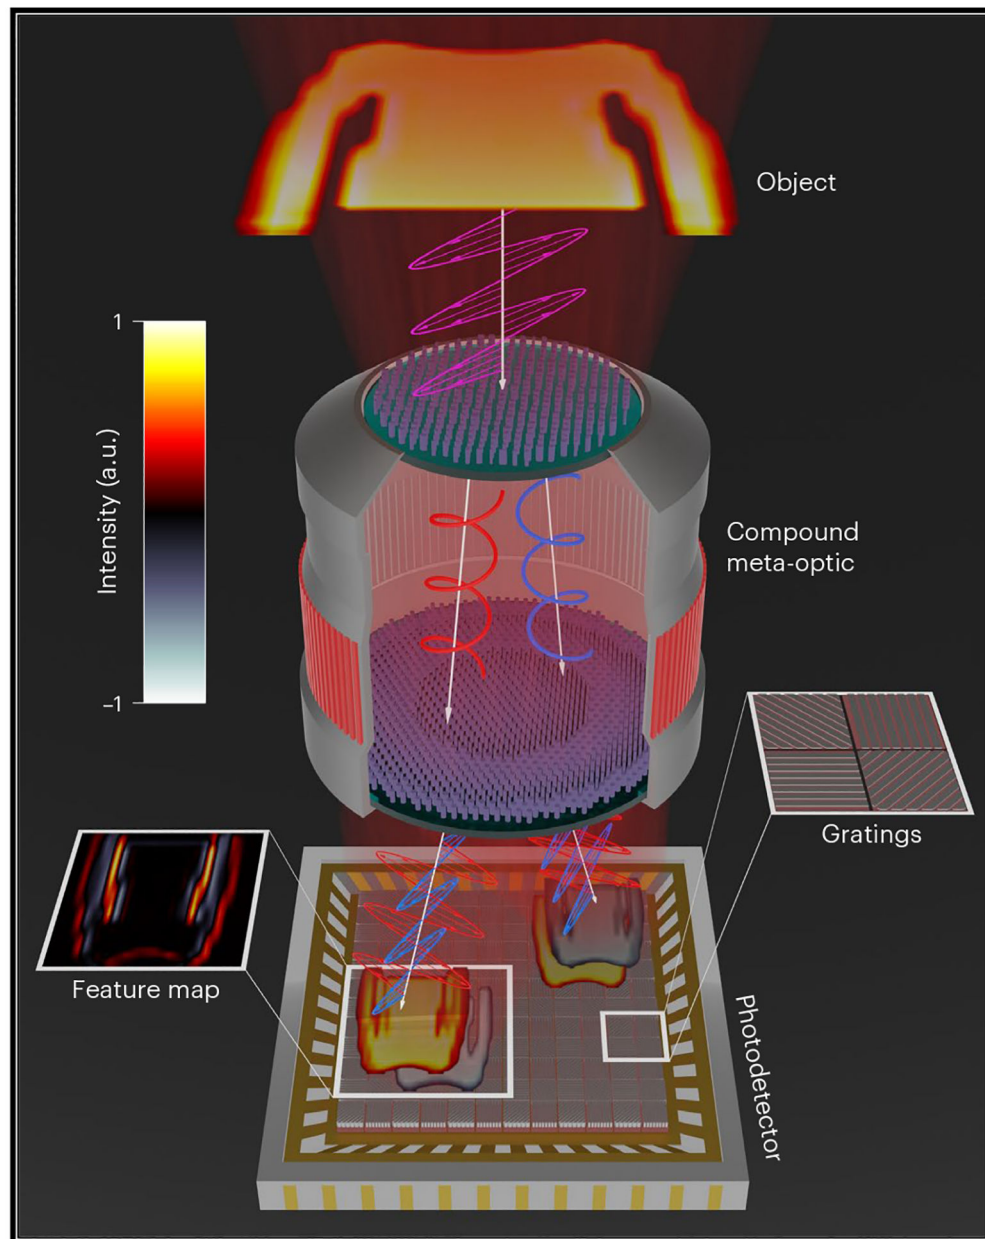 Object
1
Intensity (a.u.)
–1
Compound
meta-optic
Gratings
Feature map
Photodetector